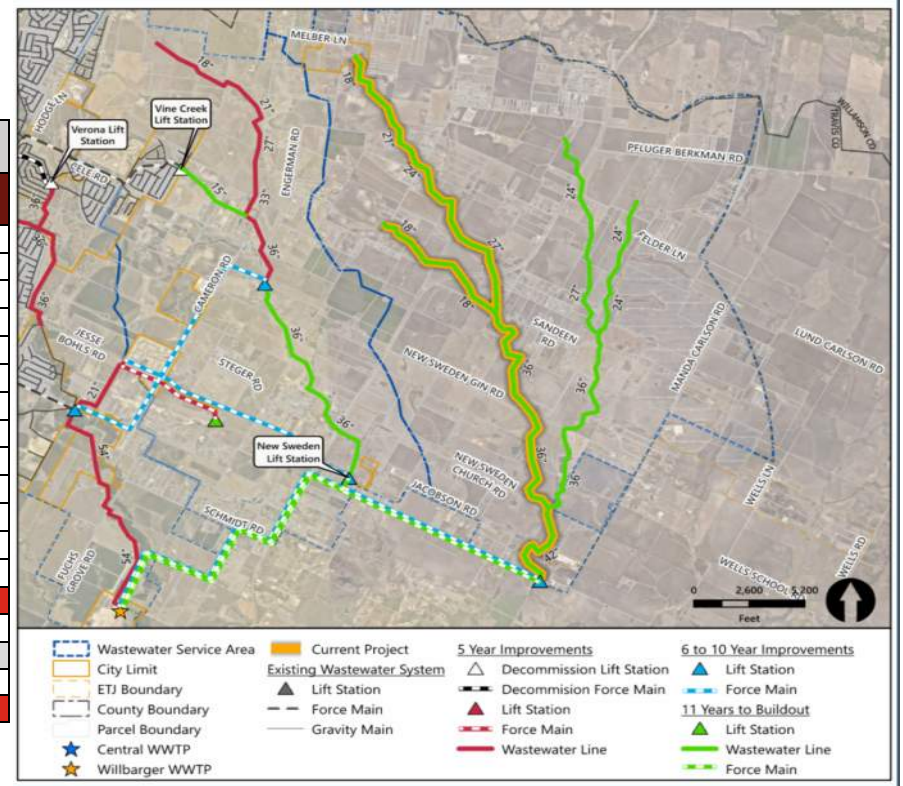 MELBER LN
18"
18"
HODGE LN
21"
Vine Creek
Lift Station
WILLIAMSON CO
TRAVIS CO
Verona Lift
Station
27"
ENGERMAN RD
21"
PFLUGER BERKMAN RD
CELE RD
24"
24"
15"
33"
36"
18"
24"
36"
36"
27"
FELDER LN
CAMERON RD
36"
18"
27"
24"
SANDEEN
RD
MANDA CARLSON RD
LUND CARLSON RD
JESSE
BOHLS RD
36"
STEGER RD
NEW SWEDEN GIN RD
36"
21"
36"
36"
54"
New Sweden
Lift Station
NEW SWEDEN
CHURCH RD
36"
36"
WELLS LN
JACOBSON RD
SCHMIDT RD
FUCHS
GROVE RD
54"
42"
WELLS SCHOOL RD
WELLS RD
0 2,600 5,200
Feet
Wastewater Service Area
City Limit
ETJ Boundary
County Boundary
Parcel Boundary
Central WWTP
Willbarger WWTP
Current Project
Existing Wastewater System
Lift Station
Force Main
Gravity Main
5 Year Improvements
Decommission Lift Station
Decommision Force Main
Lift Station
Force Main
Wastewater Line
6 to 10 Year Improvements
Lift Station
Force Main
11 Years to Buildout
Lift Station
Wastewater Line
Force Main